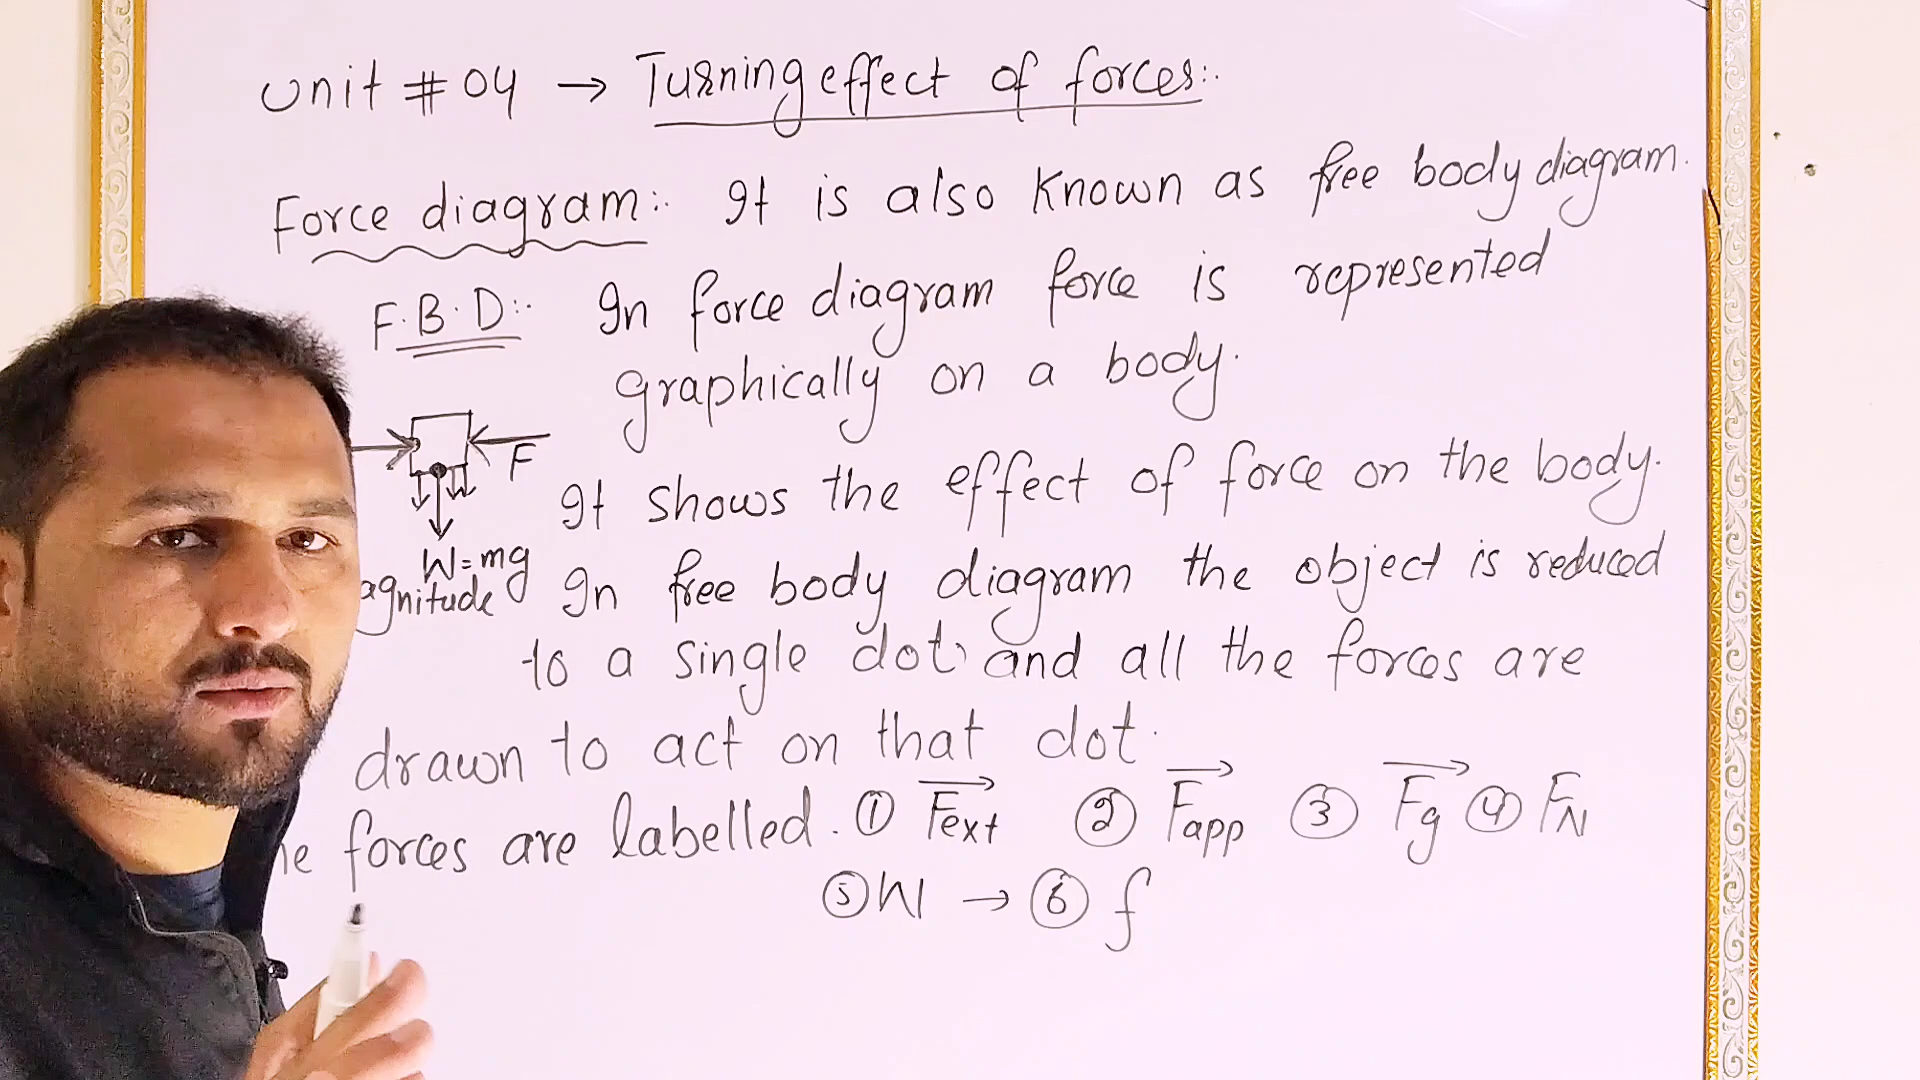 Unit # 04 → Turning effect of forces:.
Force diagram:. It is also known as free body diagram.
F.B.D:. In force diagram force is represented
graphically on a body.
F
It shows the effect of force on the body.
W
W=mg
agnitude
In free body diagram the object is reduced
to a single dot and all the forces are
drawn to act on that dot.
he forces are labelled. ① Fext ② Fapp ③ Fg ④ FN
⑤ W → ⑥ f